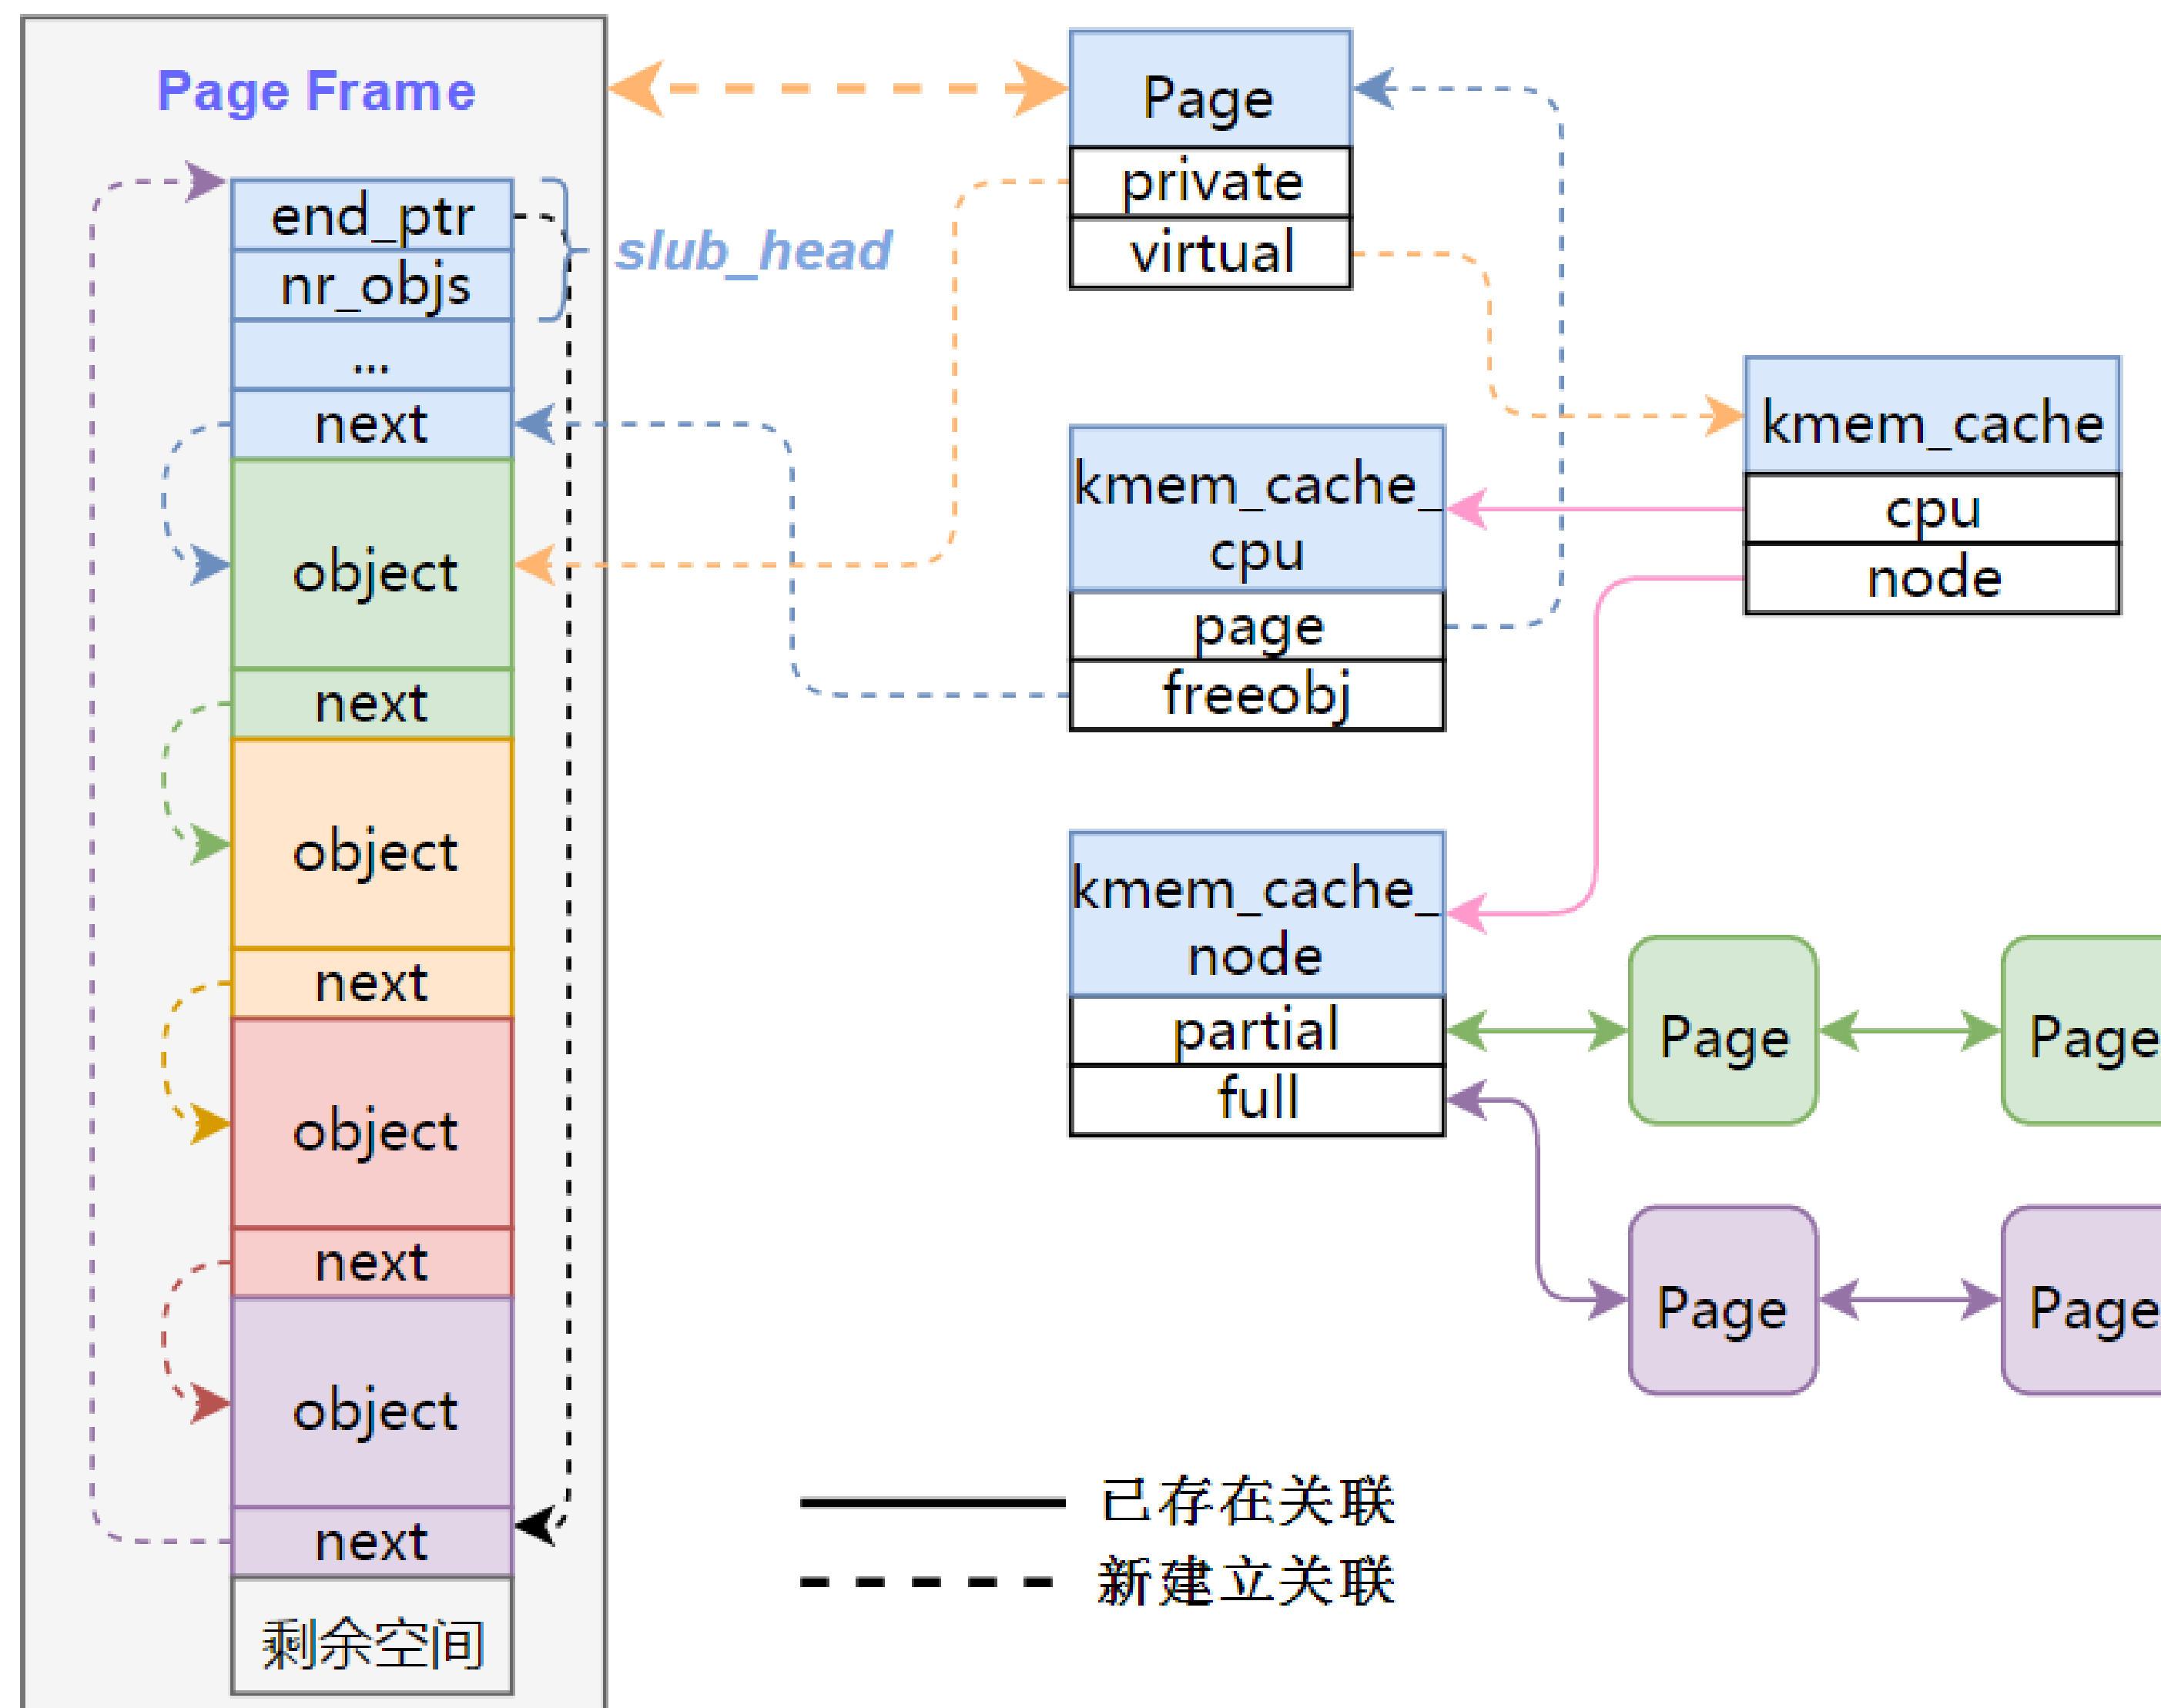 Page Frame
end_ptr
nr_objs
...
next
object
next
object
next
object
next
object
next
剩余空间
slub_head
Page
private
virtual
kmem_cache_
cpu
page
freeobj
kmem_cache
cpu
node
kmem_cache_
node
partial
full
Page
Page
Page
Page
已存在关联
新建立关联